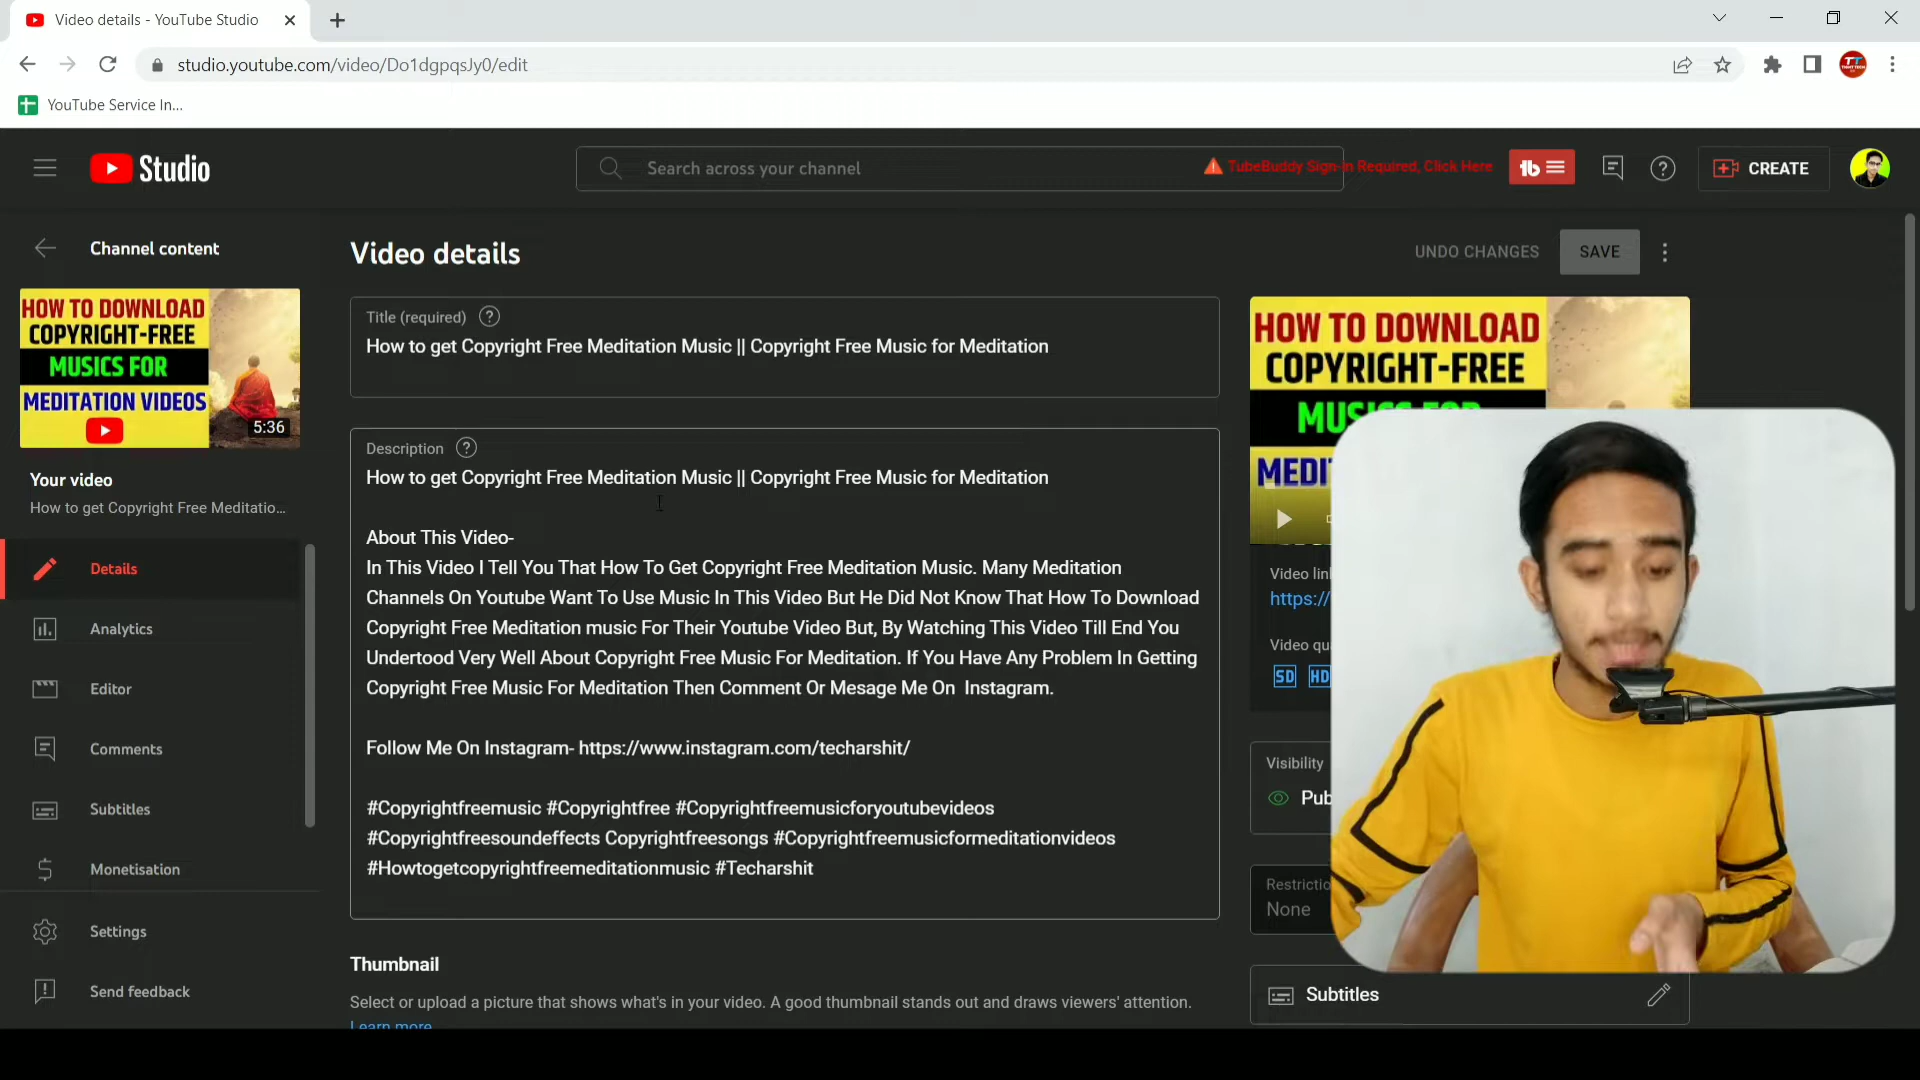 Video details - YouTube Studio
studio.youtube.com/video/Do1dgpqsJy0/edit
YouTube Service In...
Studio
Search across your channel
TubeBuddy Sign-in Required, Click Here
tb
CREATE
Channel content
HOW TO DOWNLOAD
COPYRIGHT-FREE
MUSICS FOR
MEDITATION VIDEOS
5:36
Your video
How to get Copyright Free Meditatio...
Details
Analytics
Editor
Comments
Subtitles
Monetisation
Settings
Send feedback
Video details
UNDO CHANGES
SAVE
Title (required)
How to get Copyright Free Meditation Music || Copyright Free Music for Meditation
Description
How to get Copyright Free Meditation Music || Copyright Free Music for Meditation
About This Video-
In This Video I Tell You That How To Get Copyright Free Meditation Music. Many Meditation
Channels On Youtube Want To Use Music In This Video But He Did Not Know That How To Download
Copyright Free Meditation music For Their Youtube Video But, By Watching This Video Till End You
Undertood Very Well About Copyright Free Music For Meditation. If You Have Any Problem In Getting
Copyright Free Music For Meditation Then Comment Or Mesage Me On  Instagram.
Follow Me On Instagram- https://www.instagram.com/techarshit/
#Copyrightfreemusic #Copyrightfree #Copyrightfreemusicforyoutubevideos
#Copyrightfreesoundeffects Copyrightfreesongs #Copyrightfreemusicformeditationvideos
#Howtogetcopyrightfreemeditationmusic #Techarshit
Thumbnail
Select or upload a picture that shows what's in your video. A good thumbnail stands out and draws viewers' attention.
Learn more
HOW TO DOWNLOAD
COPYRIGHT-FREE
Video
https://
Video
SD HD
Visibility
None
Subtitles